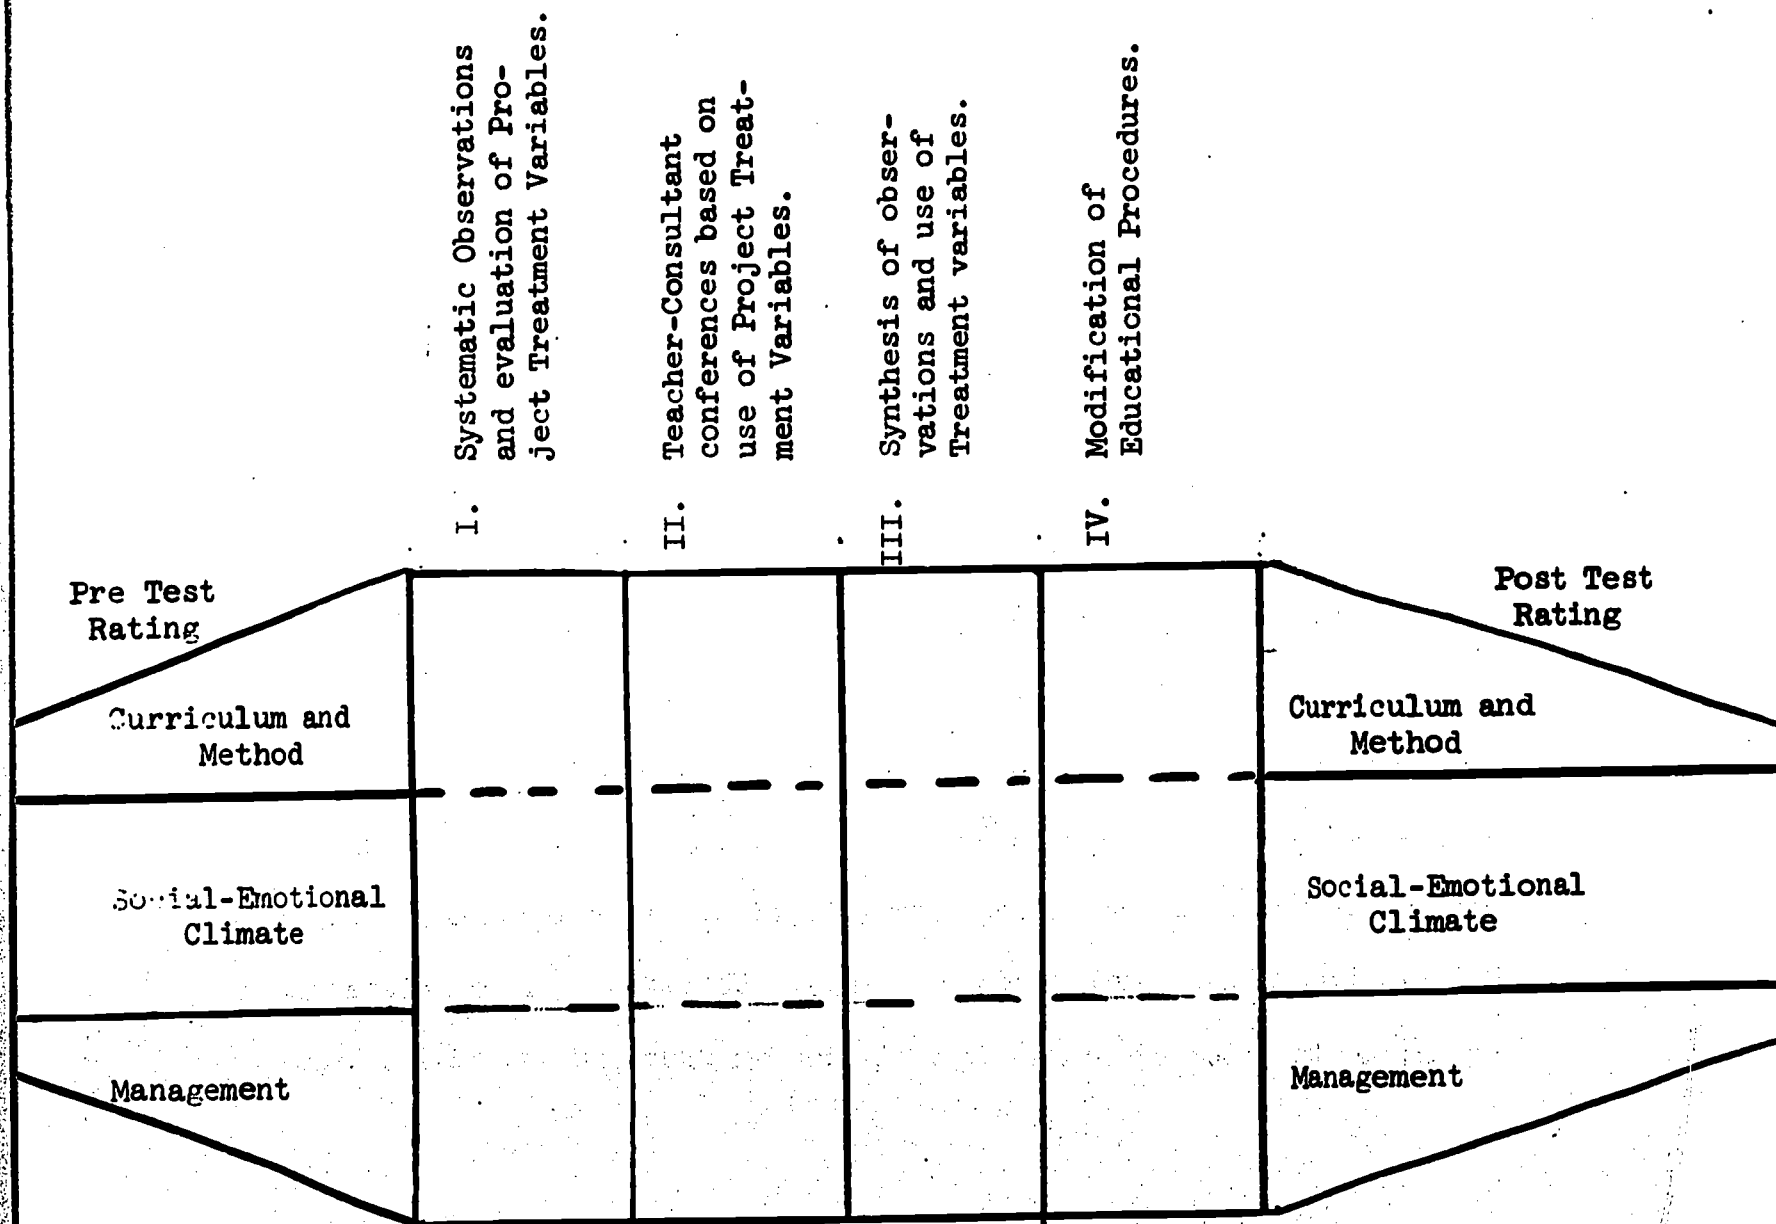 I. Systematic Observations
and evaluation of Pro-
ject Treatment Variables.
II. Teacher-Consultant
conferences based on
use of Project Treat-
ment Variables.
III. Synthesis of obser-
vations and use of
Treatment variables.
IV. Modification of
Educational Procedures.
Pre Test
Rating
Curriculum and
Method
Social-Emotional
Climate
Management
Post Test
Rating
Curriculum and
Method
Social-Emotional
Climate
Management